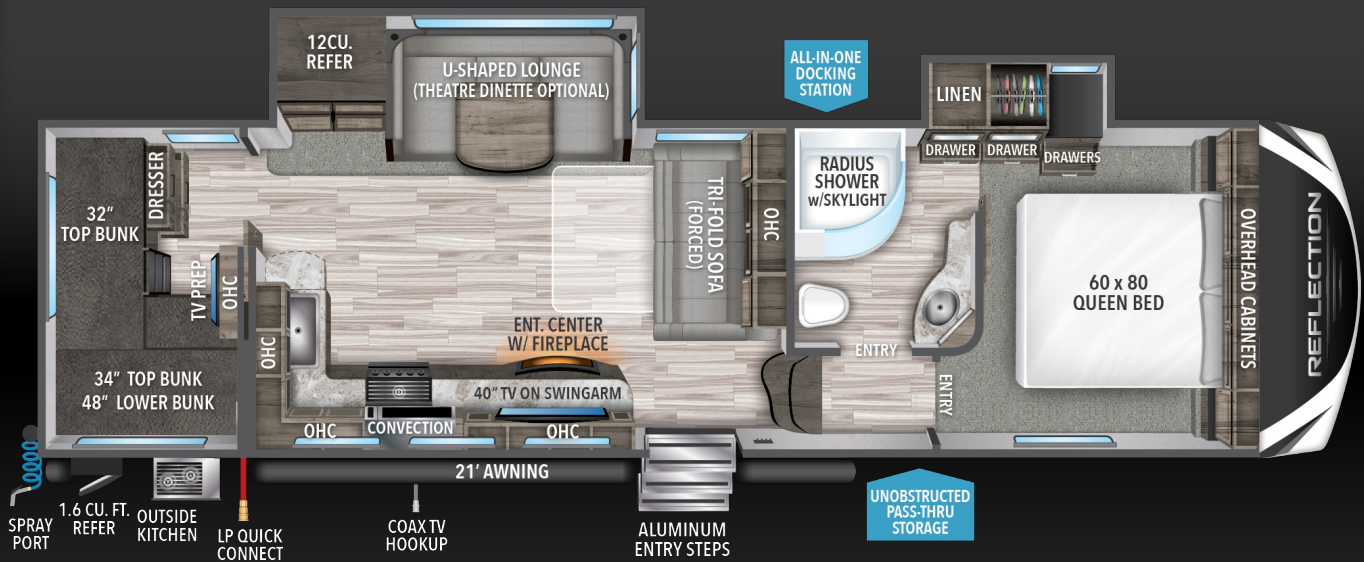 12CU.
REFER
U-SHAPED LOUNGE
(THEATRE DINETTE OPTIONAL)
ALL-IN-ONE
DOCKING
STATION
LINEN
DRAWER
DRAWER
DRAWERS
DRESSER
32"
TOP BUNK
TV PREP
OHC
34" TOP BUNK
48" LOWER BUNK
TRI-FOLD SOFA
(FORCED)
OHC
RADIUS
SHOWER
w/SKYLIGHT
60 x 80
QUEEN BED
OVERHEAD CABINETS
REFLECTION
OHC
ENT. CENTER
W/ FIREPLACE
40" TV ON SWINGARM
ENTRY
ENTRY
OHC
CONVECTION
OHC
21' AWNING
SPRAY
PORT
1.6 CU. FT.
REFER
OUTSIDE
KITCHEN
LP QUICK
CONNECT
COAX TV
HOOKUP
ALUMINUM
ENTRY STEPS
UNOBSTRUCTED
PASS-THRU
STORAGE